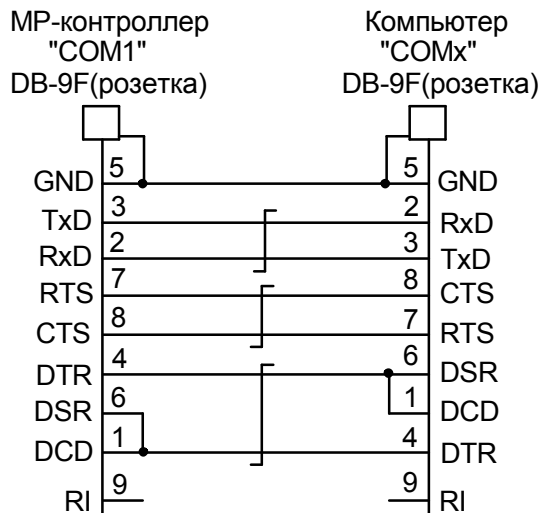 МР-контроллер
"COM1"
DB-9F(розетка)
Компьютер
"COMx"
DB-9F(розетка)
GND 5 5 GND
TxD 3 2 RxD
RxD 2 3 TxD
RTS 7 8 CTS
CTS 8 7 RTS
DTR 4 6 DSR
DSR 6 1 DCD
DCD 1 4 DTR
RI 9 9 RI